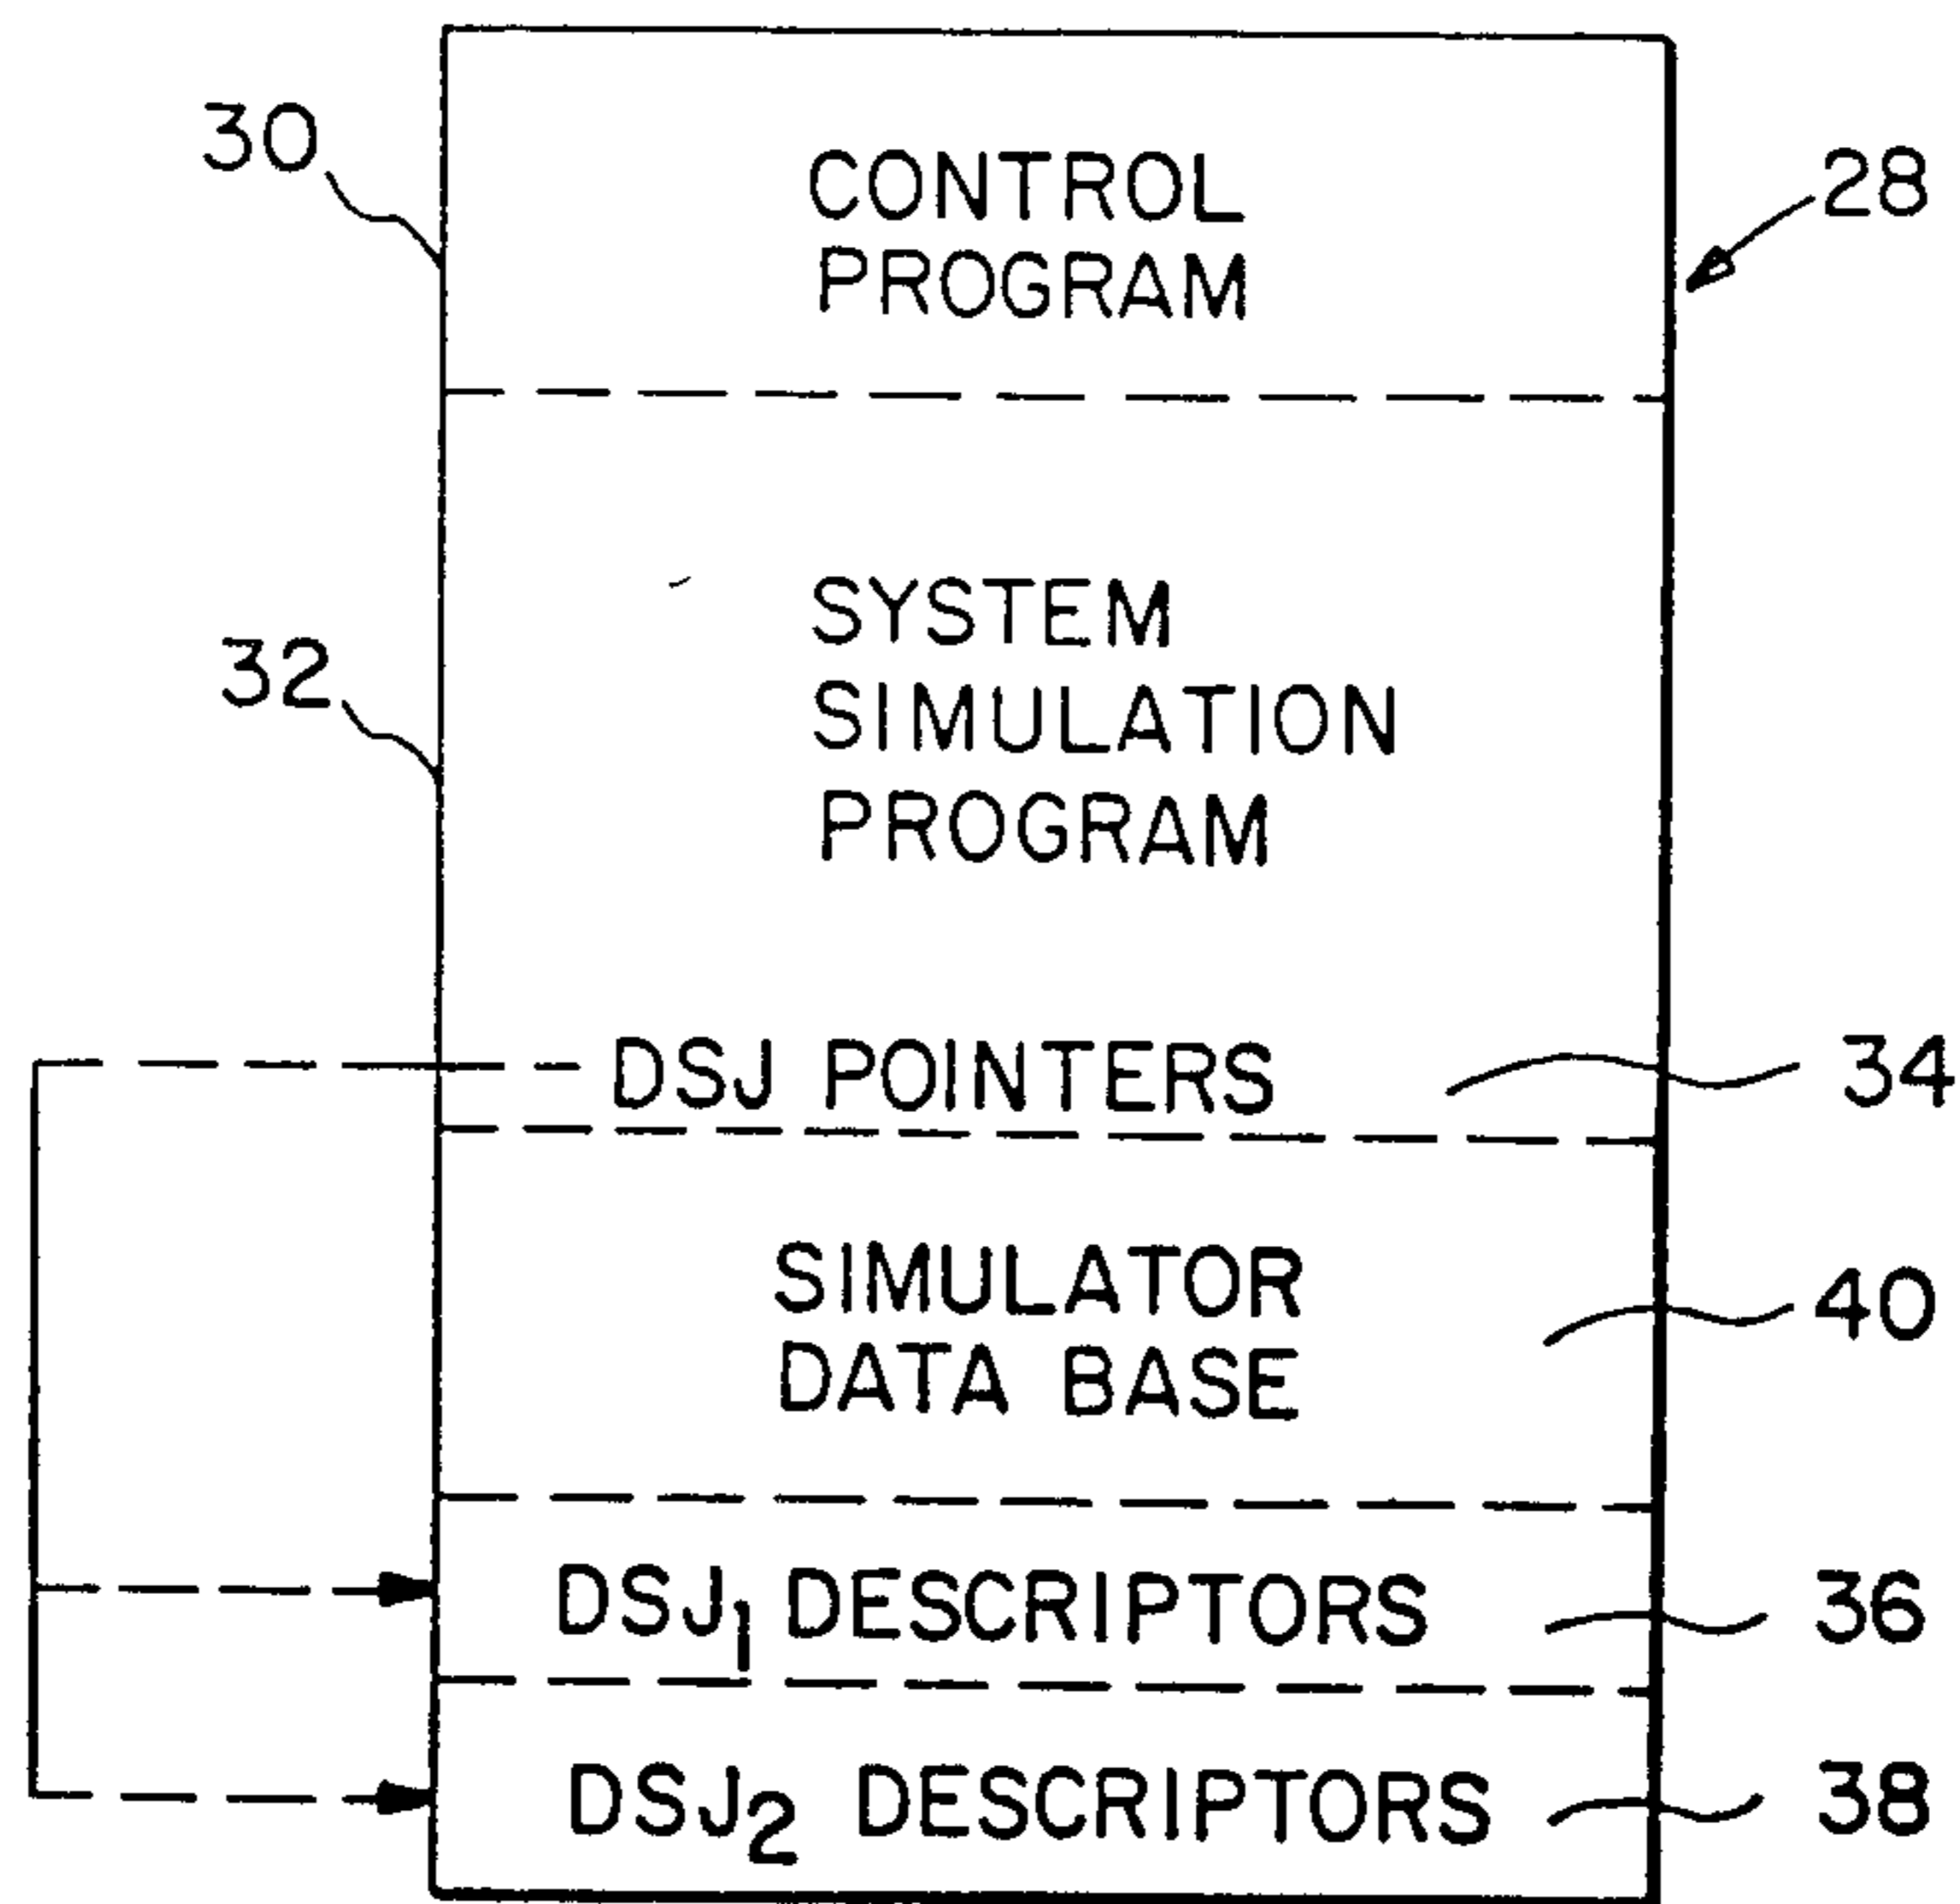 30
CONTROL
PROGRAM
28
SYSTEM
SIMULATION
PROGRAM
32
DSJ POINTERS
34
SIMULATOR
DATA BASE
40
DSJ₁ DESCRIPTORS
36
DSJ₂ DESCRIPTORS
38